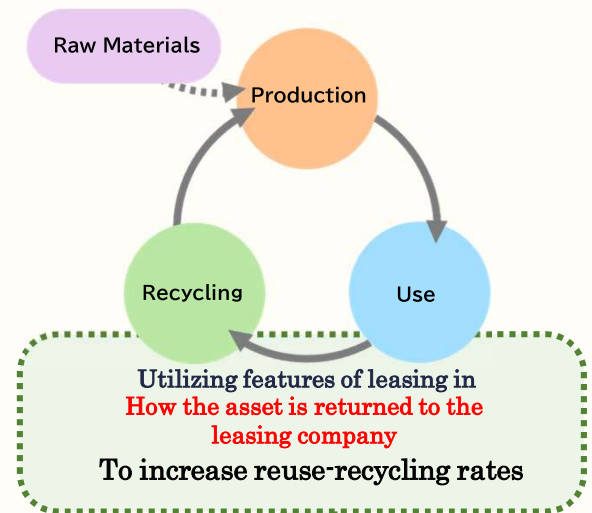 Raw Materials
Production
Recycling
Use
Utilizing features of leasing in
How the asset is returned to the
leasing company
To increase reuse-recycling rates